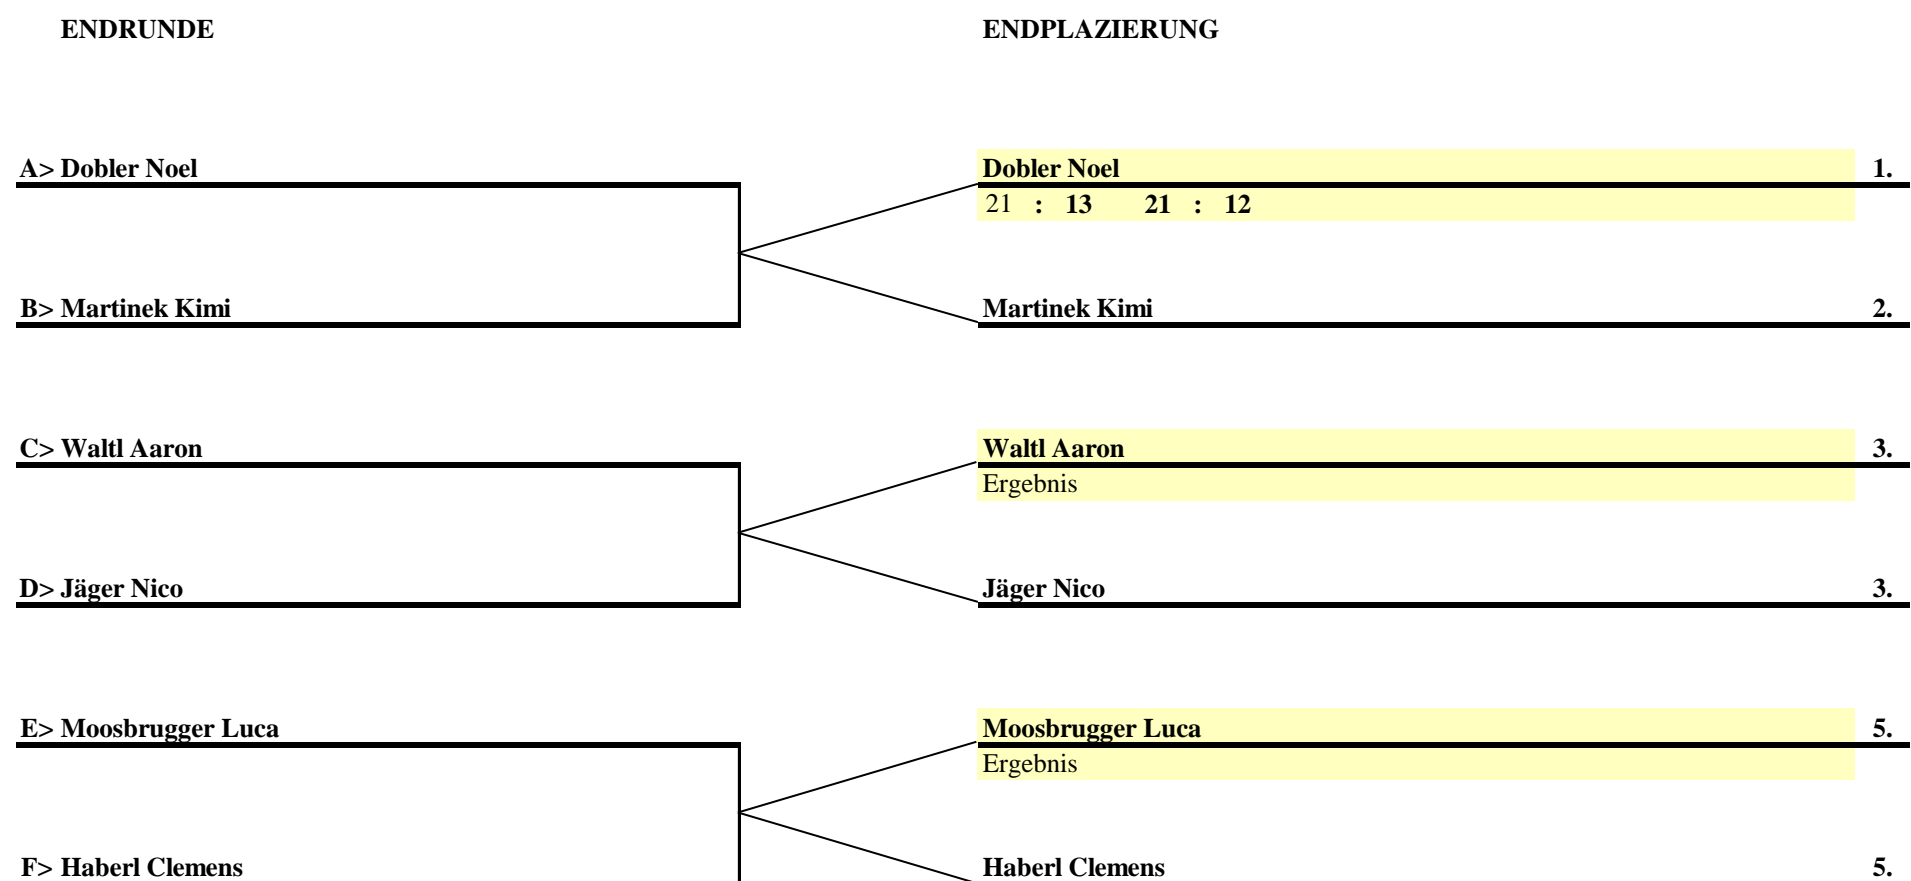 ENDRUNDE ENDPLAZIERUNG
A> Dobler Noel Dobler Noel 1.
21 : 13 21 : 12
B> Martinek Kimi Martinek Kimi 2.
C> Waltl Aaron Waltl Aaron 3.
Ergebnis
D> Jäger Nico Jäger Nico 3.
E> Moosbrugger Luca Moosbrugger Luca 5.
Ergebnis
F> Haberl Clemens Haberl Clemens 5.